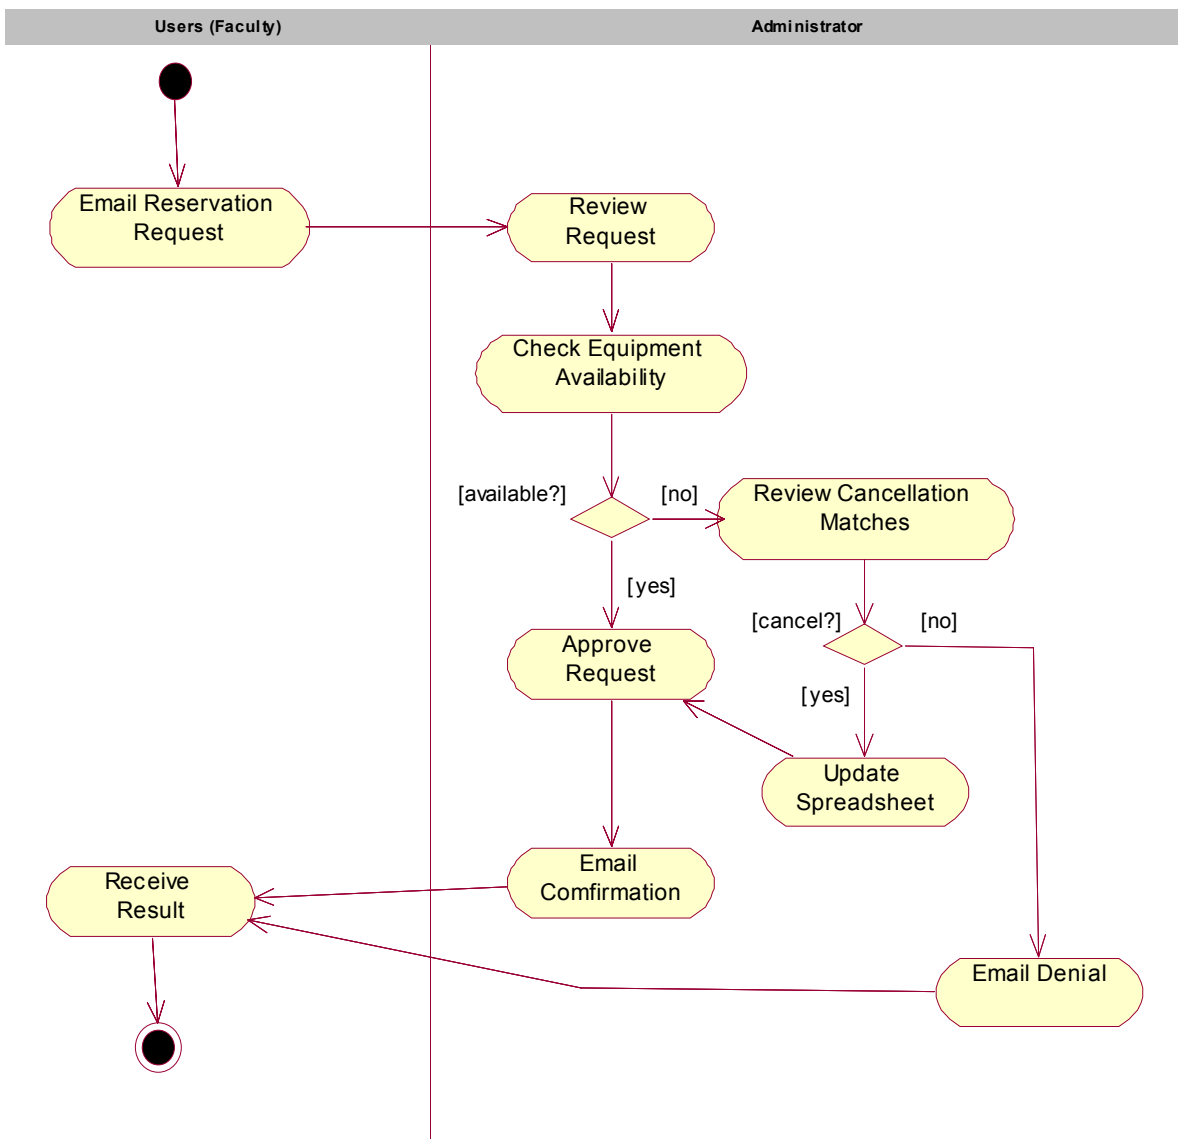 Users (Faculty)
Administrator
Email Reservation
Request
Review
Request
Check Equipment
Availability
[available?]
[no]
Review Cancellation
Matches
[yes]
[cancel?]
[no]
Approve
Request
[yes]
Update
Spreadsheet
Email
Comfirmation
Receive
Result
Email Denial